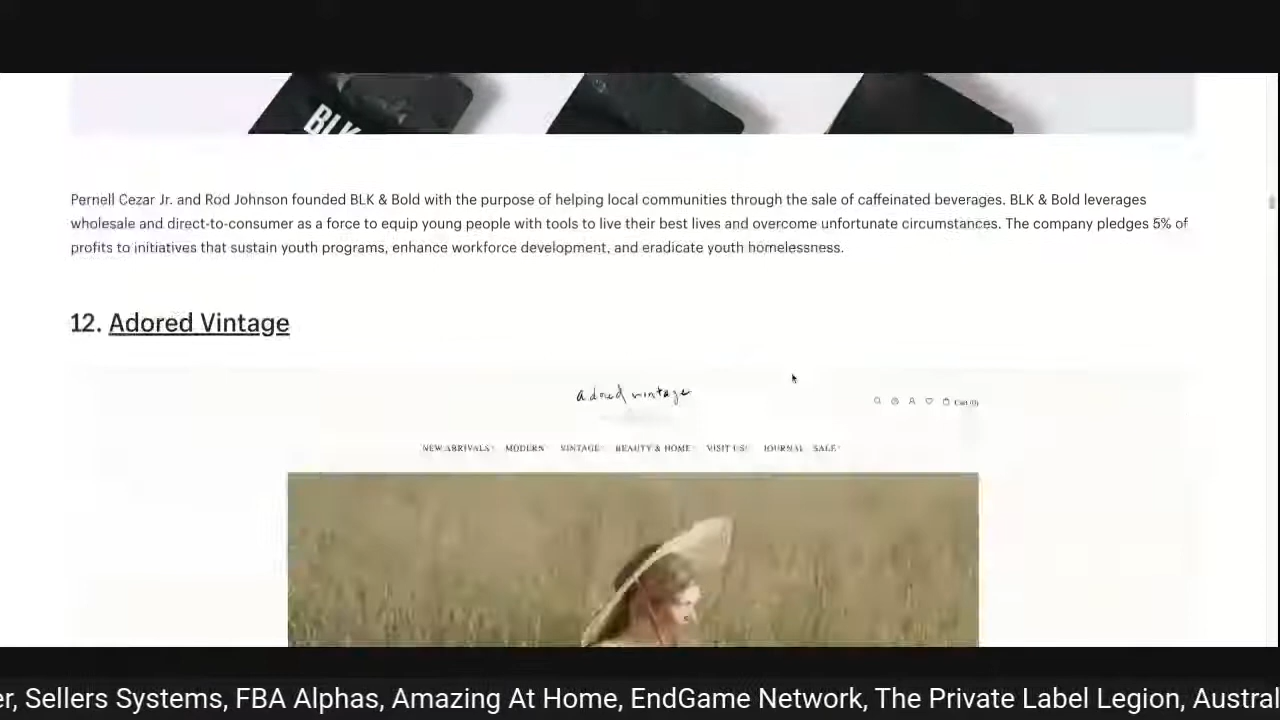 BLK
Pernell Cezar Jr. and Rod Johnson founded BLK & Bold with the purpose of helping local communities through the sale of caffeinated beverages. BLK & Bold leverages
wholesale and direct-to-consumer as a force to equip young people with tools to live their best lives and overcome unfortunate circumstances. The company pledges 5% of
profits to initiatives that sustain youth programs, enhance workforce development, and eradicate youth homelessness.
12. Adored Vintage
adored vintage
Cart (0)
NEW ARRIVALS MODERN VINTAGE BEAUTY & HOME VISIT US! JOURNAL SALE
er, Sellers Systems, FBA Alphas, Amazing At Home, EndGame Network, The Private Label Legion, Austral